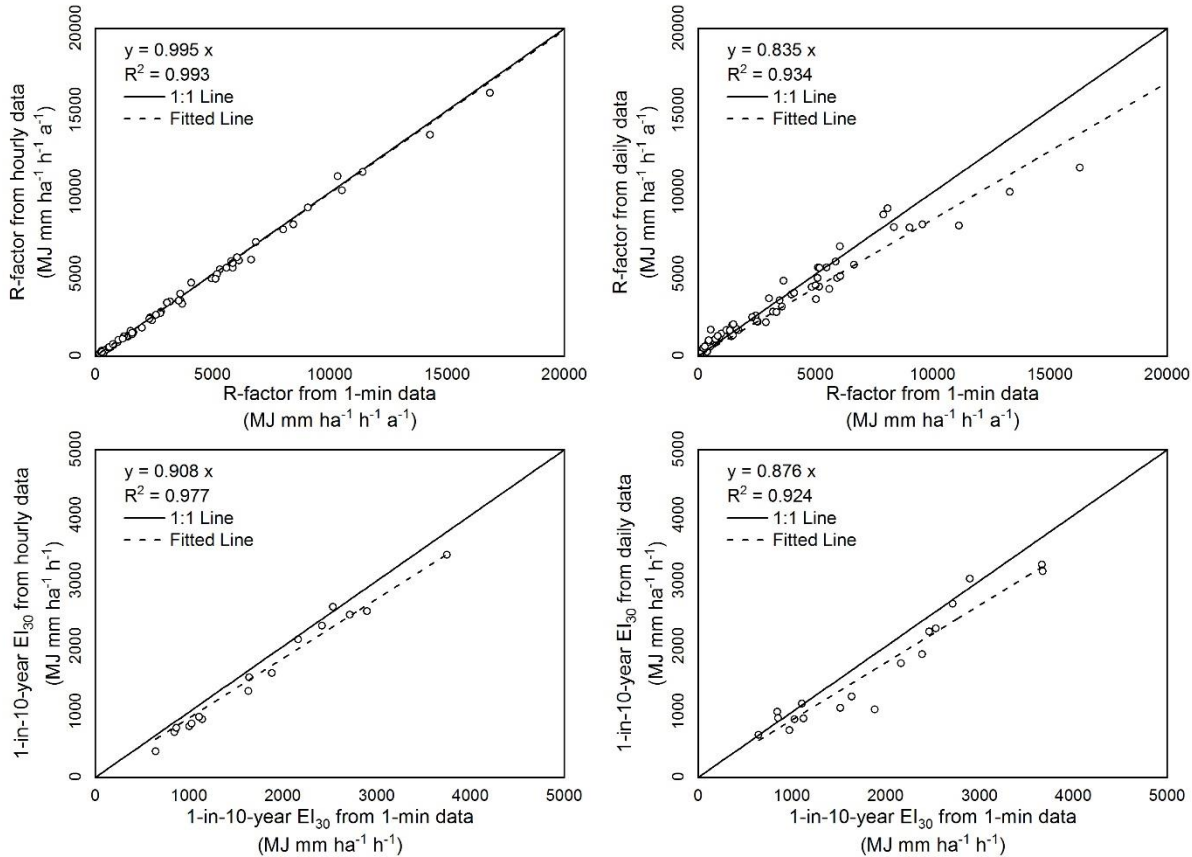 R-factor from hourly data
(MJ mm ha⁻¹ h⁻¹ a⁻¹)
20000
15000
10000
5000
0
y = 0.995 x
R² = 0.993
1:1 Line
Fitted Line
0 5000 10000 15000 20000
R-factor from 1-min data
(MJ mm ha⁻¹ h⁻¹ a⁻¹)
R-factor from daily data
(MJ mm ha⁻¹ h⁻¹ a⁻¹)
20000
15000
10000
5000
0
y = 0.835 x
R² = 0.934
1:1 Line
Fitted Line
0 5000 10000 15000 20000
R-factor from 1-min data
(MJ mm ha⁻¹ h⁻¹ a⁻¹)
1-in-10-year EI₃₀ from hourly data
(MJ mm ha⁻¹ h⁻¹)
5000
4000
3000
2000
1000
0
y = 0.908 x
R² = 0.977
1:1 Line
Fitted Line
0 1000 2000 3000 4000 5000
1-in-10-year EI₃₀ from 1-min data
(MJ mm ha⁻¹ h⁻¹)
1-in-10-year EI₃₀ from daily data
(MJ mm ha⁻¹ h⁻¹)
5000
4000
3000
2000
1000
0
y = 0.876 x
R² = 0.924
1:1 Line
Fitted Line
0 1000 2000 3000 4000 5000
1-in-10-year EI₃₀ from 1-min data
(MJ mm ha⁻¹ h⁻¹)